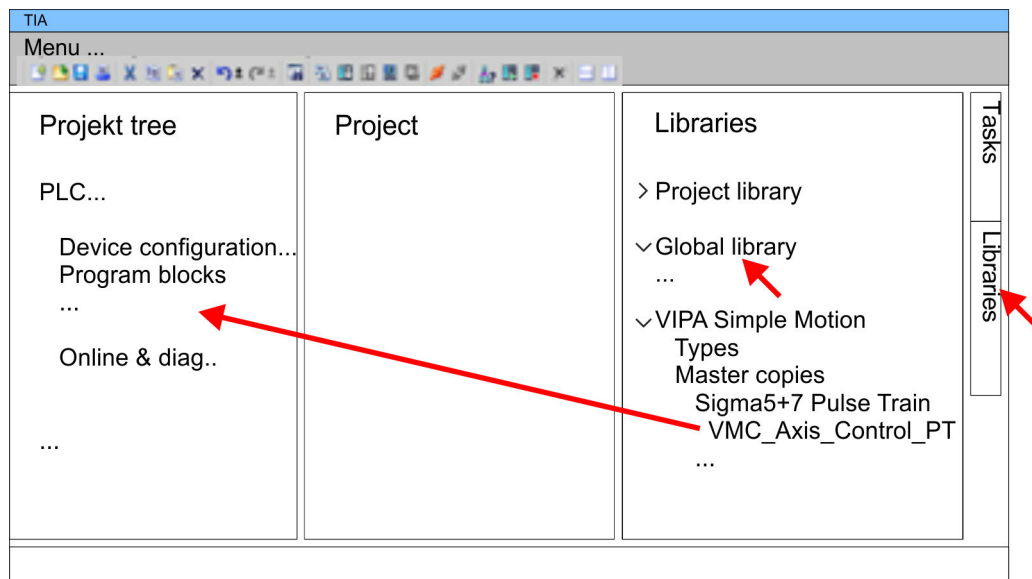 TIA
Menu ...
Projekt tree
PLC...
Device configuration...
Program blocks
...
Online & diag..
...
Project
Libraries
Project library
Global library
...
VIPA Simple Motion
Types
Master copies
Sigma5+7 Pulse Train
VMC_Axis_Control_PT
...
Tasks
Libraries